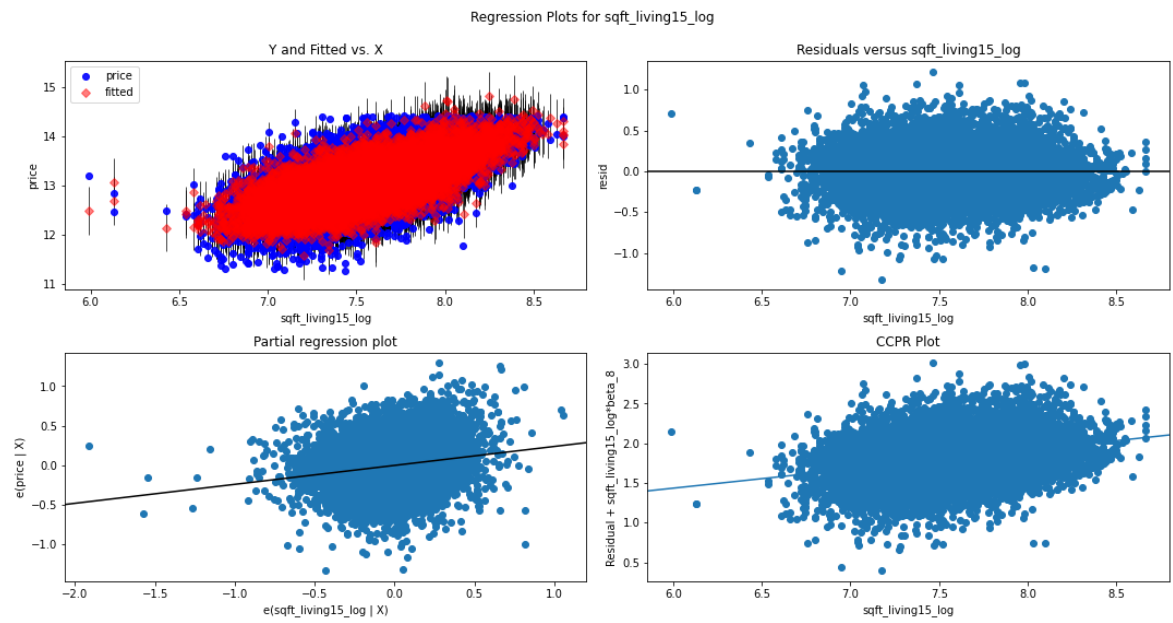 Regression Plots for sqft_living15_log
Y and Fitted vs. X
price
fitted
15
14
13
12
11
price
6.0 6.5 7.0 7.5 8.0 8.5
sqft_living15_log
Residuals versus sqft_living15_log
1.0
0.5
0.0
−0.5
−1.0
resid
6.0 6.5 7.0 7.5 8.0 8.5
sqft_living15_log
Partial regression plot
1.0
0.5
0.0
−0.5
−1.0
e(price | X)
−2.0 −1.5 −1.0 −0.5 0.0 0.5 1.0
e(sqft_living15_log | X)
CCPR Plot
3.0
2.5
2.0
1.5
1.0
0.5
Residual + sqft_living15_log*beta_8
6.0 6.5 7.0 7.5 8.0 8.5
sqft_living15_log